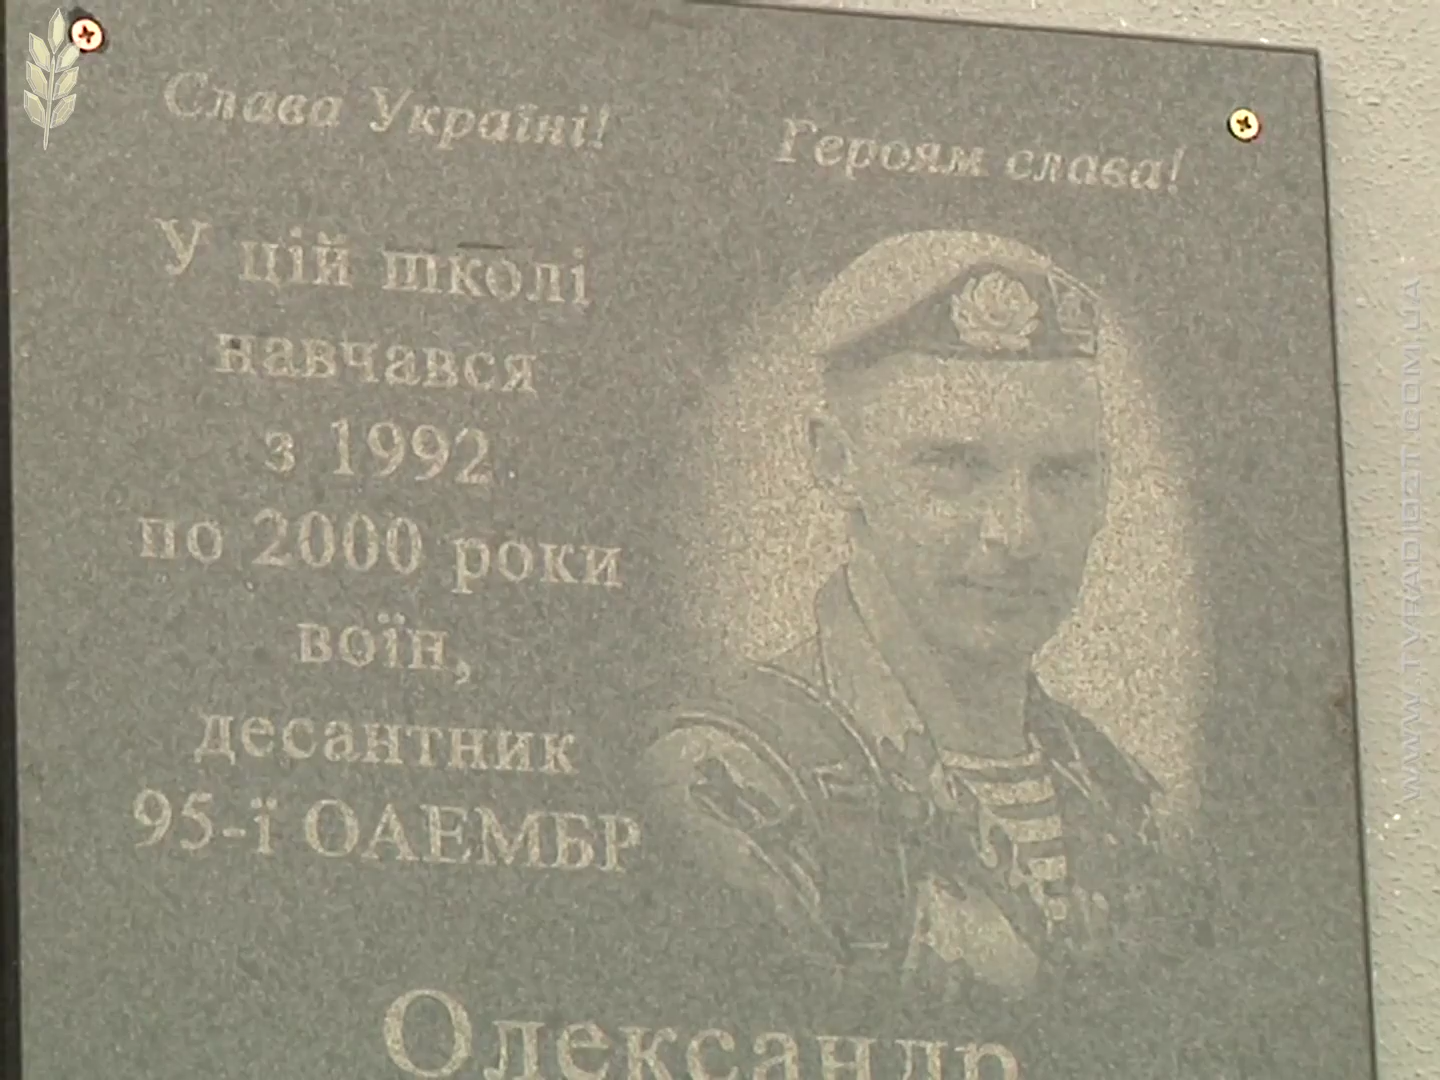 Слава Україні!
Героям слава!
У цій школі
навчався
з 1992
по 2000 роки
воїн,
десантник
95-ї ОАЕМБР
Олександр
WWW.TVRADIOZT.COM.UA